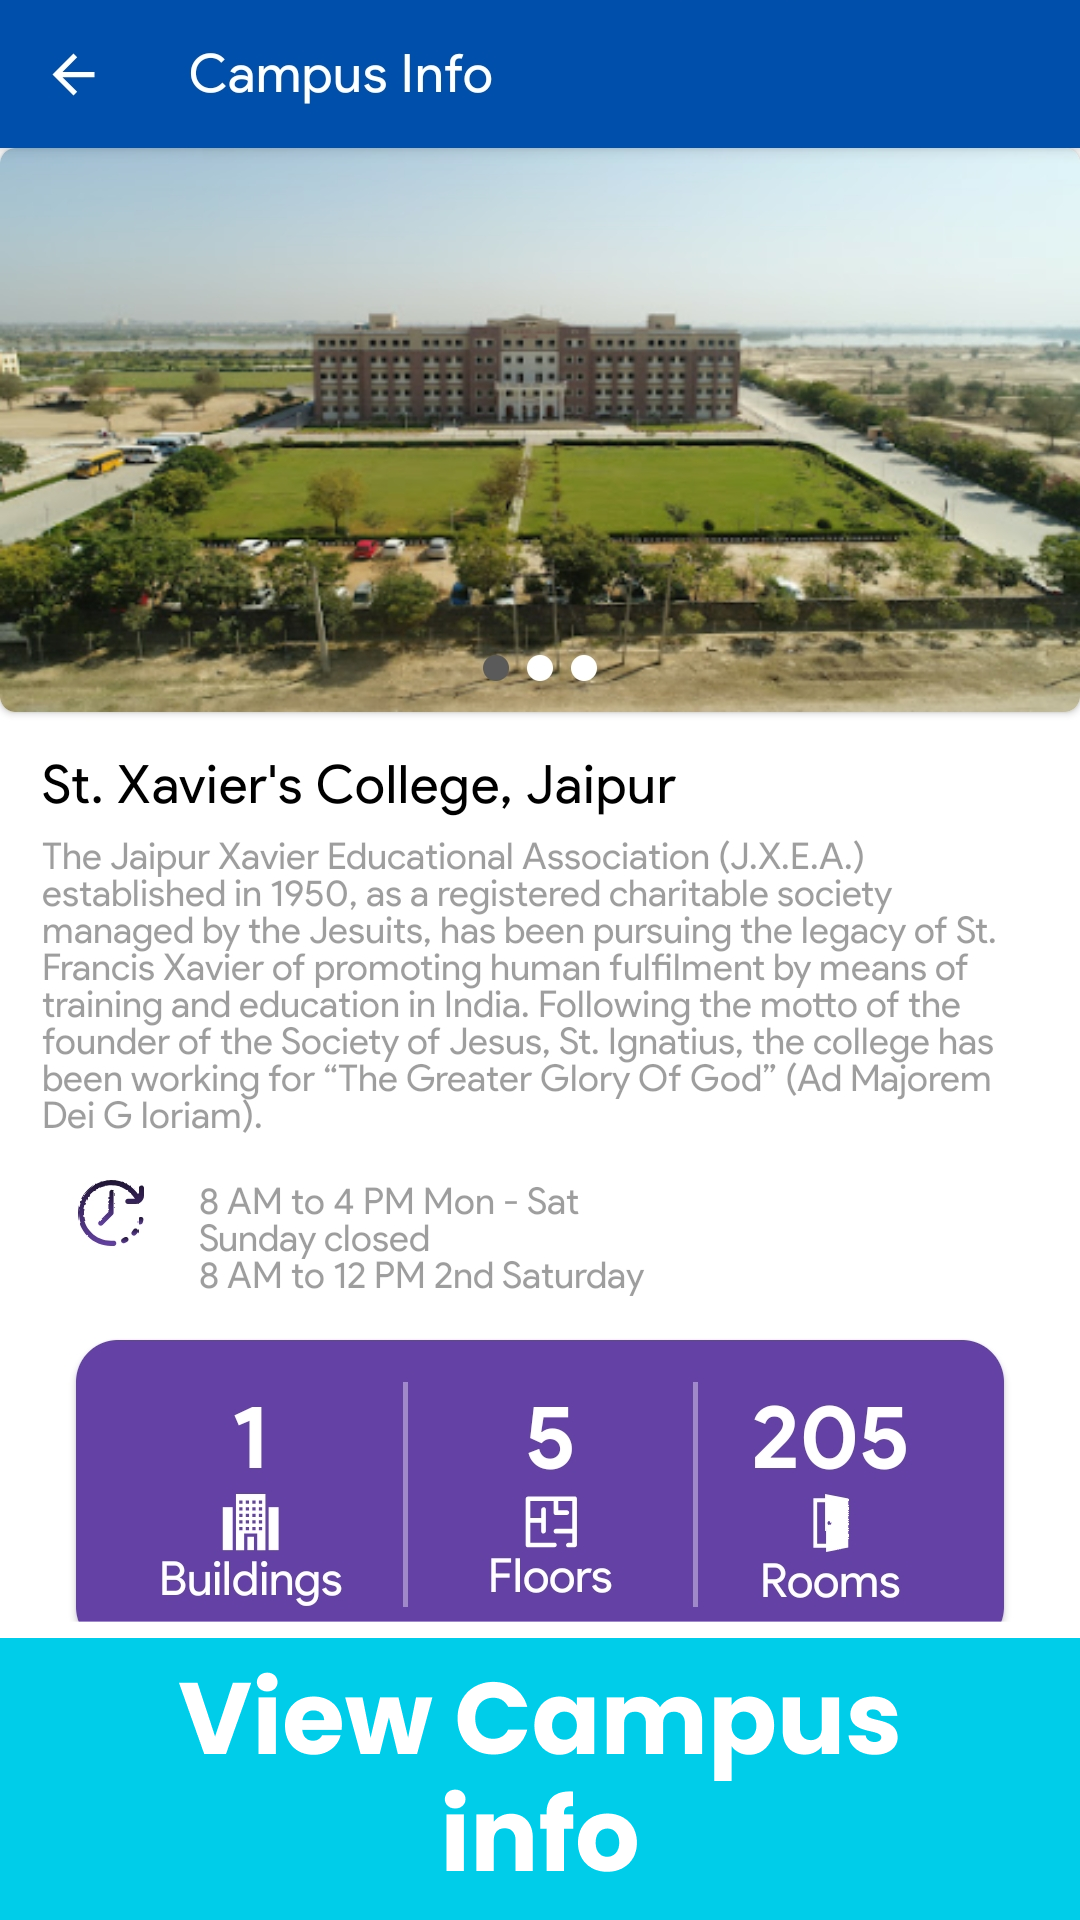 Campus Info
St. Xavier's College, Jaipur
The Jaipur Xavier Educational Association (J.X.E.A.)
established in 1950, as a registered charitable society
managed by the Jesuits, has been pursuing the legacy of St.
Francis Xavier of promoting human fulfilment by means of
training and education in India. Following the motto of the
founder of the Society of Jesus, St. Ignatius, the college has
been working for “The Greater Glory Of God” (Ad Majorem
Dei G loriam).
8 AM to 4 PM Mon - Sat
Sunday closed
8 AM to 12 PM 2nd Saturday
1
Buildings
5
Floors
205
Rooms
View Campus
info